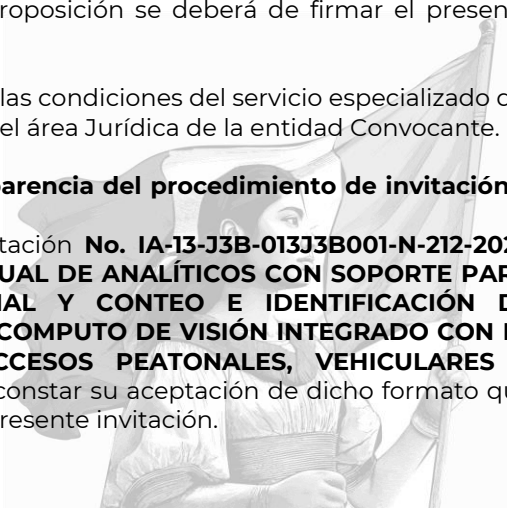 roposición se deberá de firmar el presen
las condiciones del servicio especializado
el área Jurídica de la entidad Convocante.
parencia del procedimiento de invitación
tación No. IA-13-J3B-013J3B001-N-212-202
UAL DE ANALÍTICOS CON SOPORTE PAR
NAL Y CONTEO E IDENTIFICACIÓN D
COMPUTO DE VISIÓN INTEGRADO CON
CCESOS PEATONALES, VEHICULARES
constar su aceptación de dicho formato qu
resente invitación.